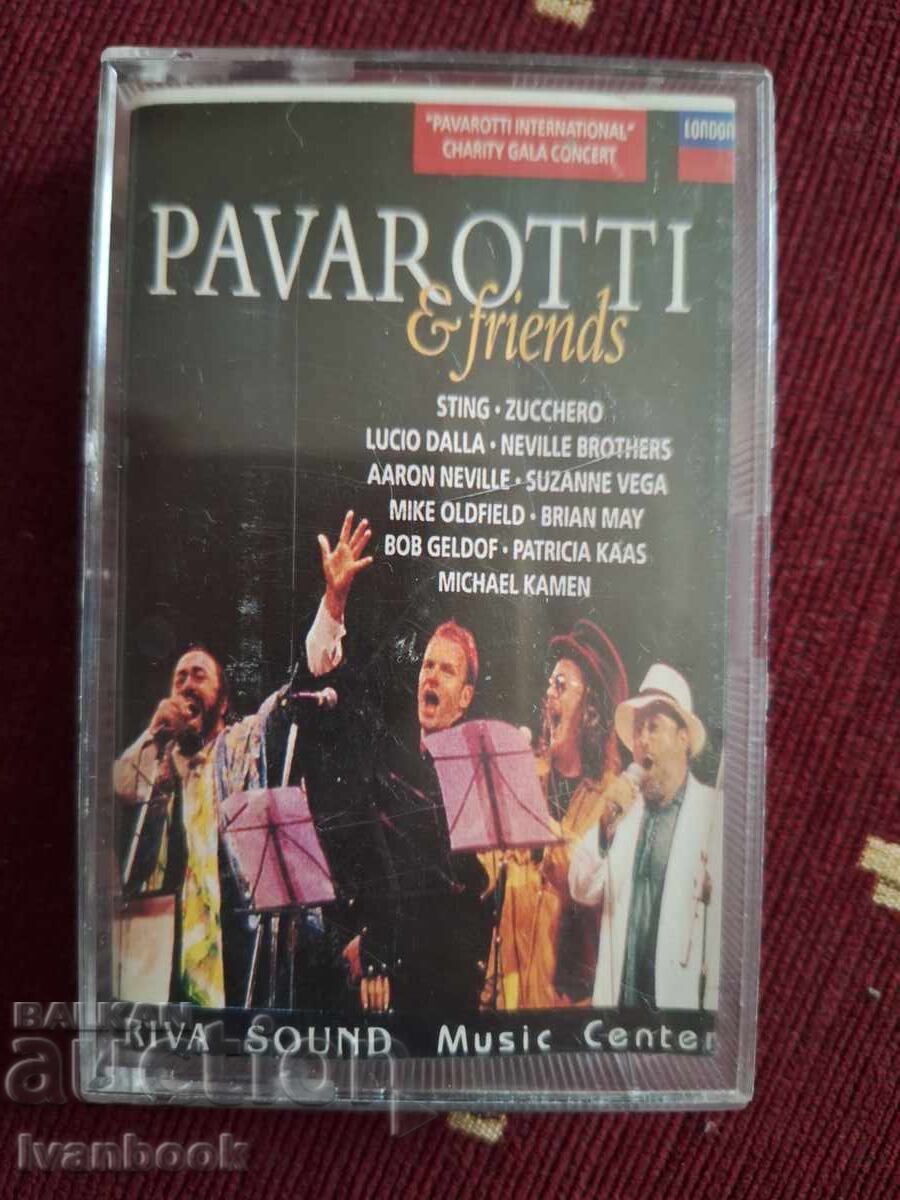 "PAVAROTTI INTERNATIONAL"
CHARITY GALA CONCERT
LONDON
PAVAROTTI
& friends
STING · ZUCCHERO
LUCIO DALLA · NEVILLE BROTHERS
AARON NEVILLE · SUZANNE VEGA
MIKE OLDFIELD · BRIAN MAY
BOB GELDOF · PATRICIA KAAS
MICHAEL KAMEN
RIVA SOUND Music Center
BALKAN
auction
Ivanbook